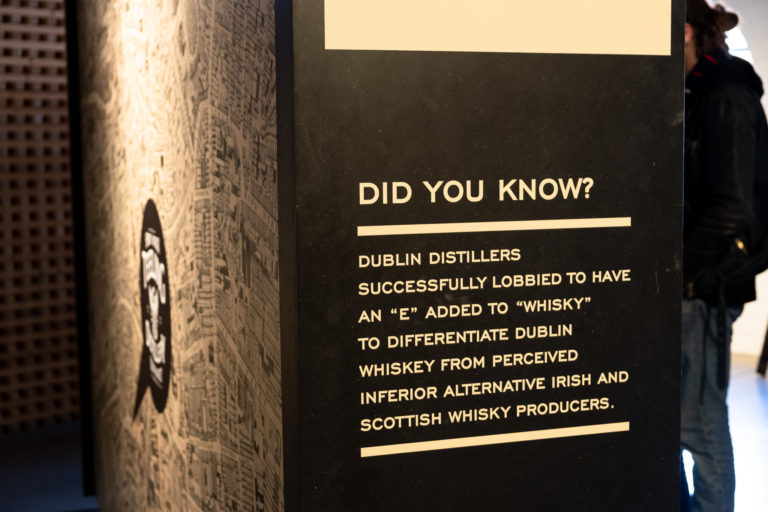 DID YOU KNOW?
DUBLIN DISTILLERS
SUCCESSFULLY LOBBIED TO HAVE
AN "E" ADDED TO "WHISKY"
TO DIFFERENTIATE DUBLIN
WHISKEY FROM PERCEIVED
INFERIOR ALTERNATIVE IRISH AND
SCOTTISH WHISKY PRODUCERS.